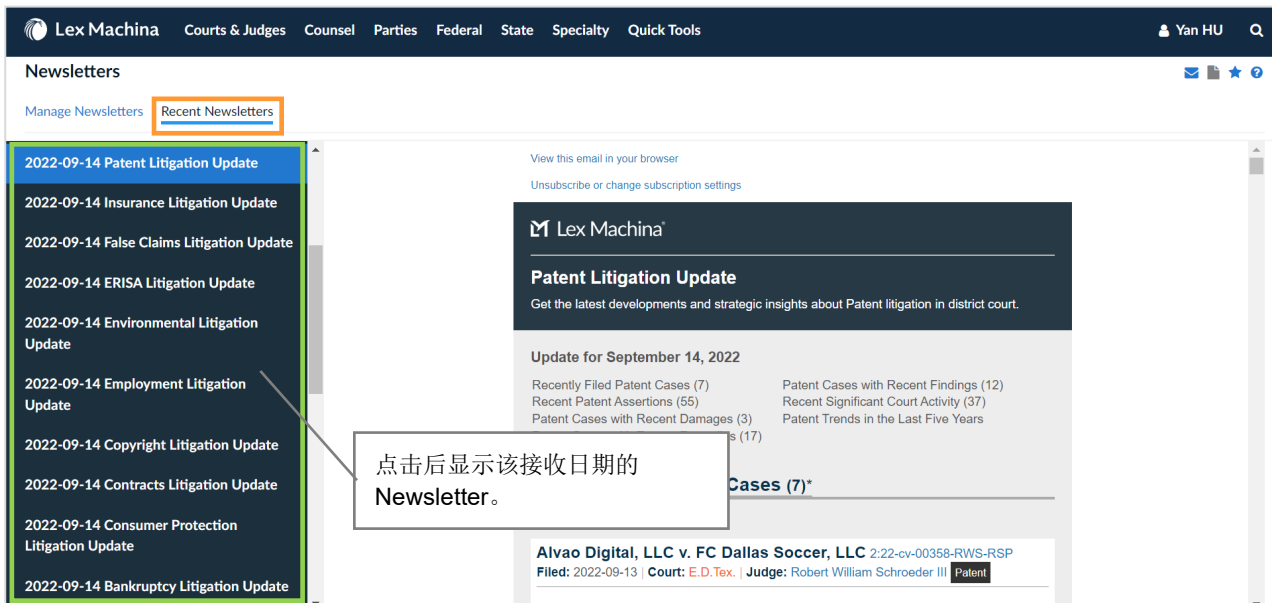 Lex Machina Courts & Judges Counsel Parties Federal State Specialty Quick Tools Yan HU
Newsletters
Manage Newsletters Recent Newsletters
2022-09-14 Patent Litigation Update
2022-09-14 Insurance Litigation Update
2022-09-14 False Claims Litigation Update
2022-09-14 ERISA Litigation Update
2022-09-14 Environmental Litigation
Update
2022-09-14 Employment Litigation
Update
2022-09-14 Copyright Litigation Update
2022-09-14 Contracts Litigation Update
2022-09-14 Consumer Protection
Litigation Update
2022-09-14 Bankruptcy Litigation Update
点击后显示该接收日期的
Newsletter。
View this email in your browser
Unsubscribe or change subscription settings
Lex Machina®
Patent Litigation Update
Get the latest developments and strategic insights about Patent litigation in district court.
Update for September 14, 2022
Recently Filed Patent Cases (7) Patent Cases with Recent Findings (12)
Recent Patent Assertions (55) Recent Significant Court Activity (37)
Patent Cases with Recent Damages (3) Patent Trends in the Last Five Years
s (17)
Cases (7)*
Alvao Digital, LLC v. FC Dallas Soccer, LLC 2:22-cv-00358-RWS-RSP
Filed: 2022-09-13 | Court: E.D.Tex. | Judge: Robert William Schroeder III Patent